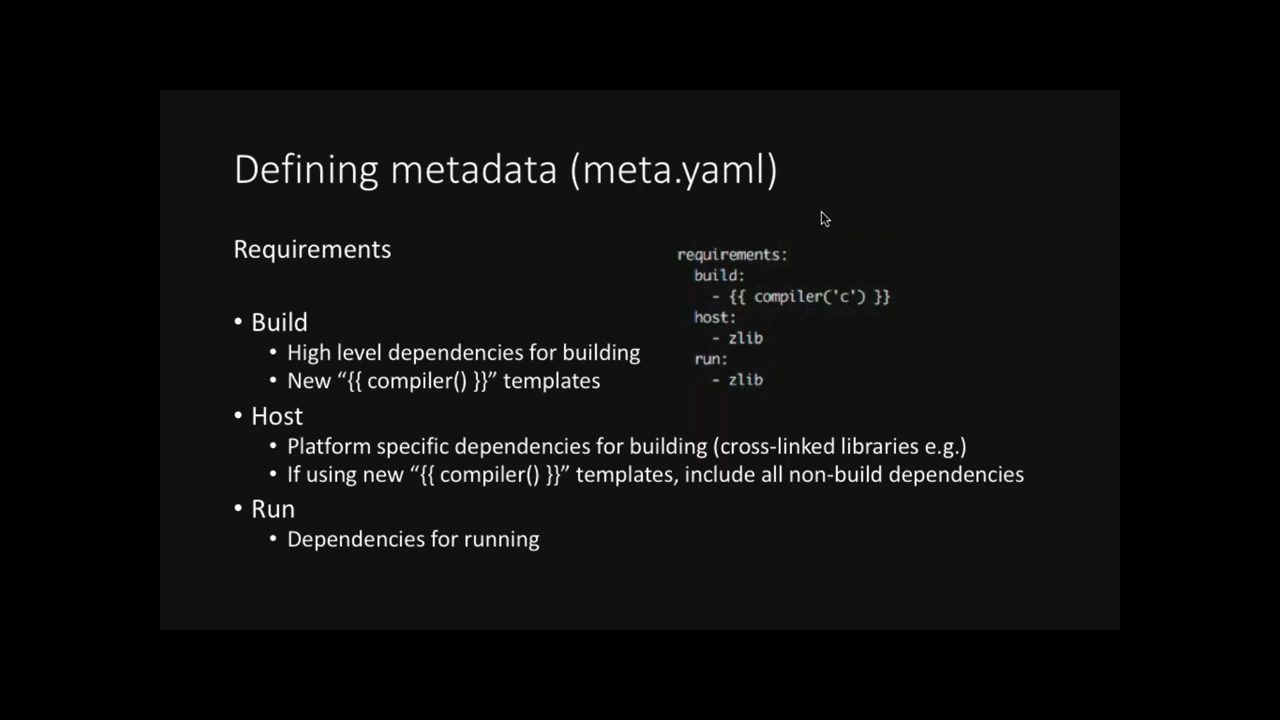 Defining metadata (meta.yaml)
Requirements
• Build
• High level dependencies for building
• New “{{ compiler() }}” templates
• Host
• Platform specific dependencies for building (cross-linked libraries e.g.)
• If using new “{{ compiler() }}” templates, include all non-build dependencies
• Run
• Dependencies for running
requirements:
build:
- {{ compiler('c') }}
host:
- zlib
run:
- zlib